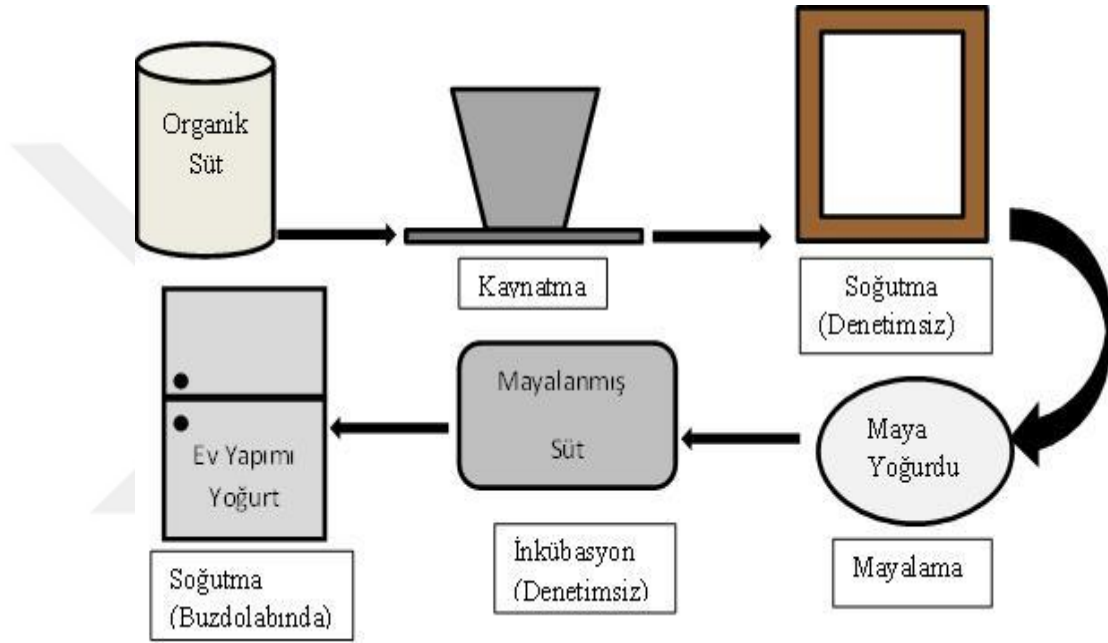 Organik
Süt
Kaynatma
Soğutma
(Denetimsiz)
Maya
Yoğurdu
Mayalama
Mayalanmış
Süt
İnkübasyon
(Denetimsiz)
Ev Yapımı
Yoğurt
Soğutma
(Buzdolabında)